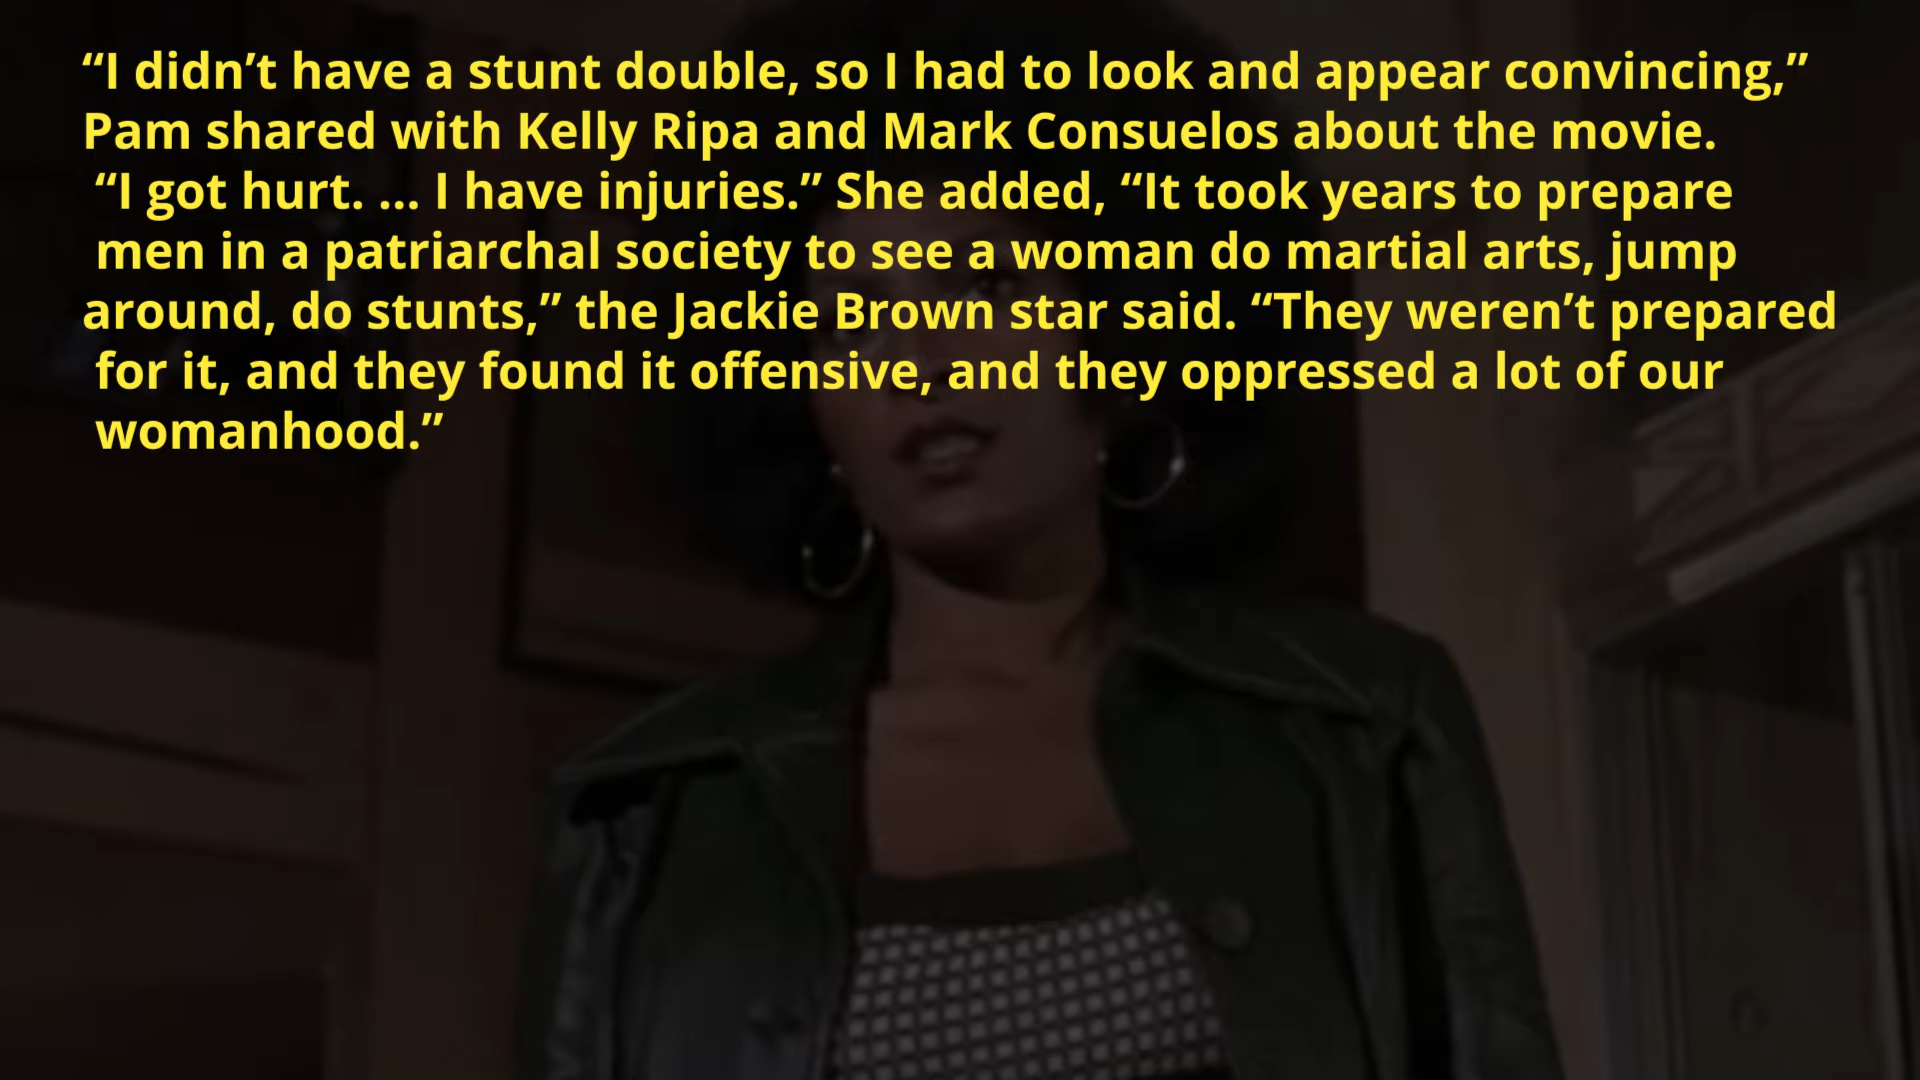 “I didn’t have a stunt double, so I had to look and appear convincing,”
Pam shared with Kelly Ripa and Mark Consuelos about the movie.
“I got hurt. ... I have injuries.” She added, “It took years to prepare
men in a patriarchal society to see a woman do martial arts, jump
around, do stunts,” the Jackie Brown star said. “They weren’t prepared
for it, and they found it offensive, and they oppressed a lot of our
womanhood.”